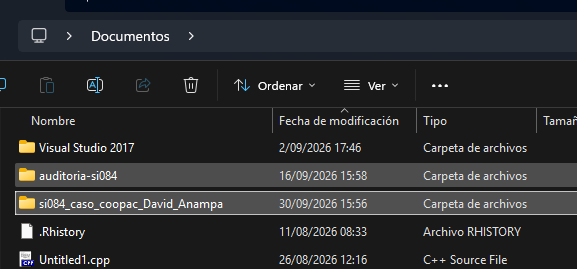 Documentos
Ordenar Ver
Nombre Fecha de modificación Tipo Tamañ
Visual Studio 2017 2/09/2026 17:46 Carpeta de archivos
auditoria-si084 16/09/2026 15:58 Carpeta de archivos
si084_caso_coopac_David_Anampa 30/09/2026 15:56 Carpeta de archivos
.Rhistory 11/08/2026 08:33 Archivo RHISTORY
Untitled1.cpp 26/08/2026 12:16 C++ Source File